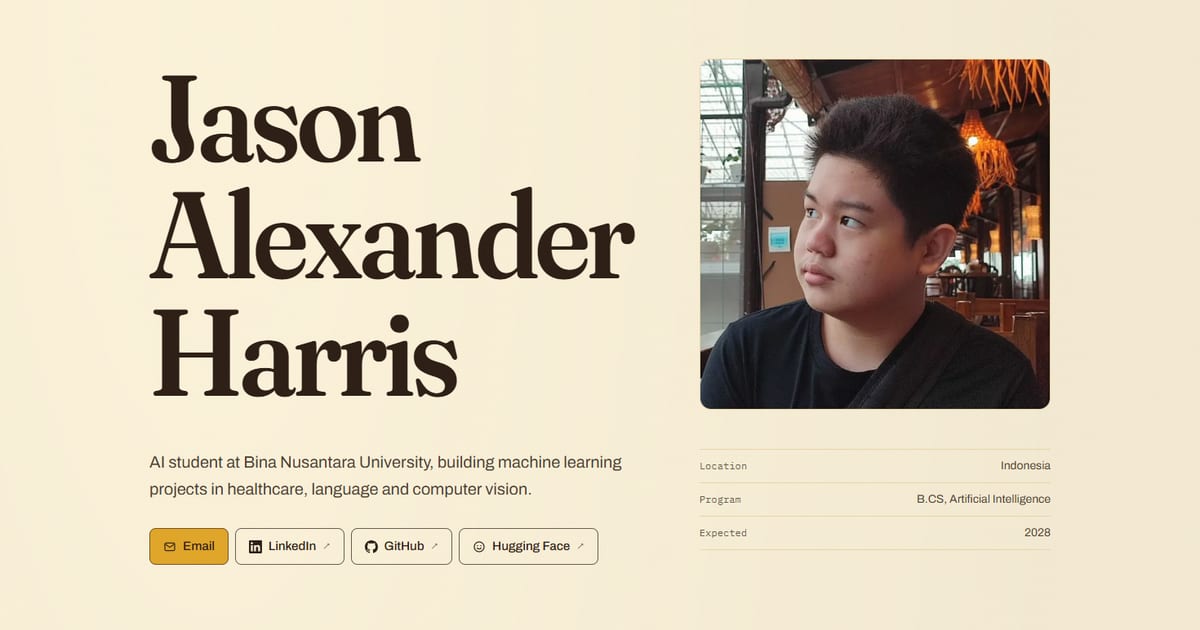 Jason
Alexander
Harris
AI student at Bina Nusantara University, building machine learning
projects in healthcare, language and computer vision.
Email
LinkedIn ↗
GitHub ↗
Hugging Face ↗
Location Indonesia
Program B.CS, Artificial Intelligence
Expected 2028